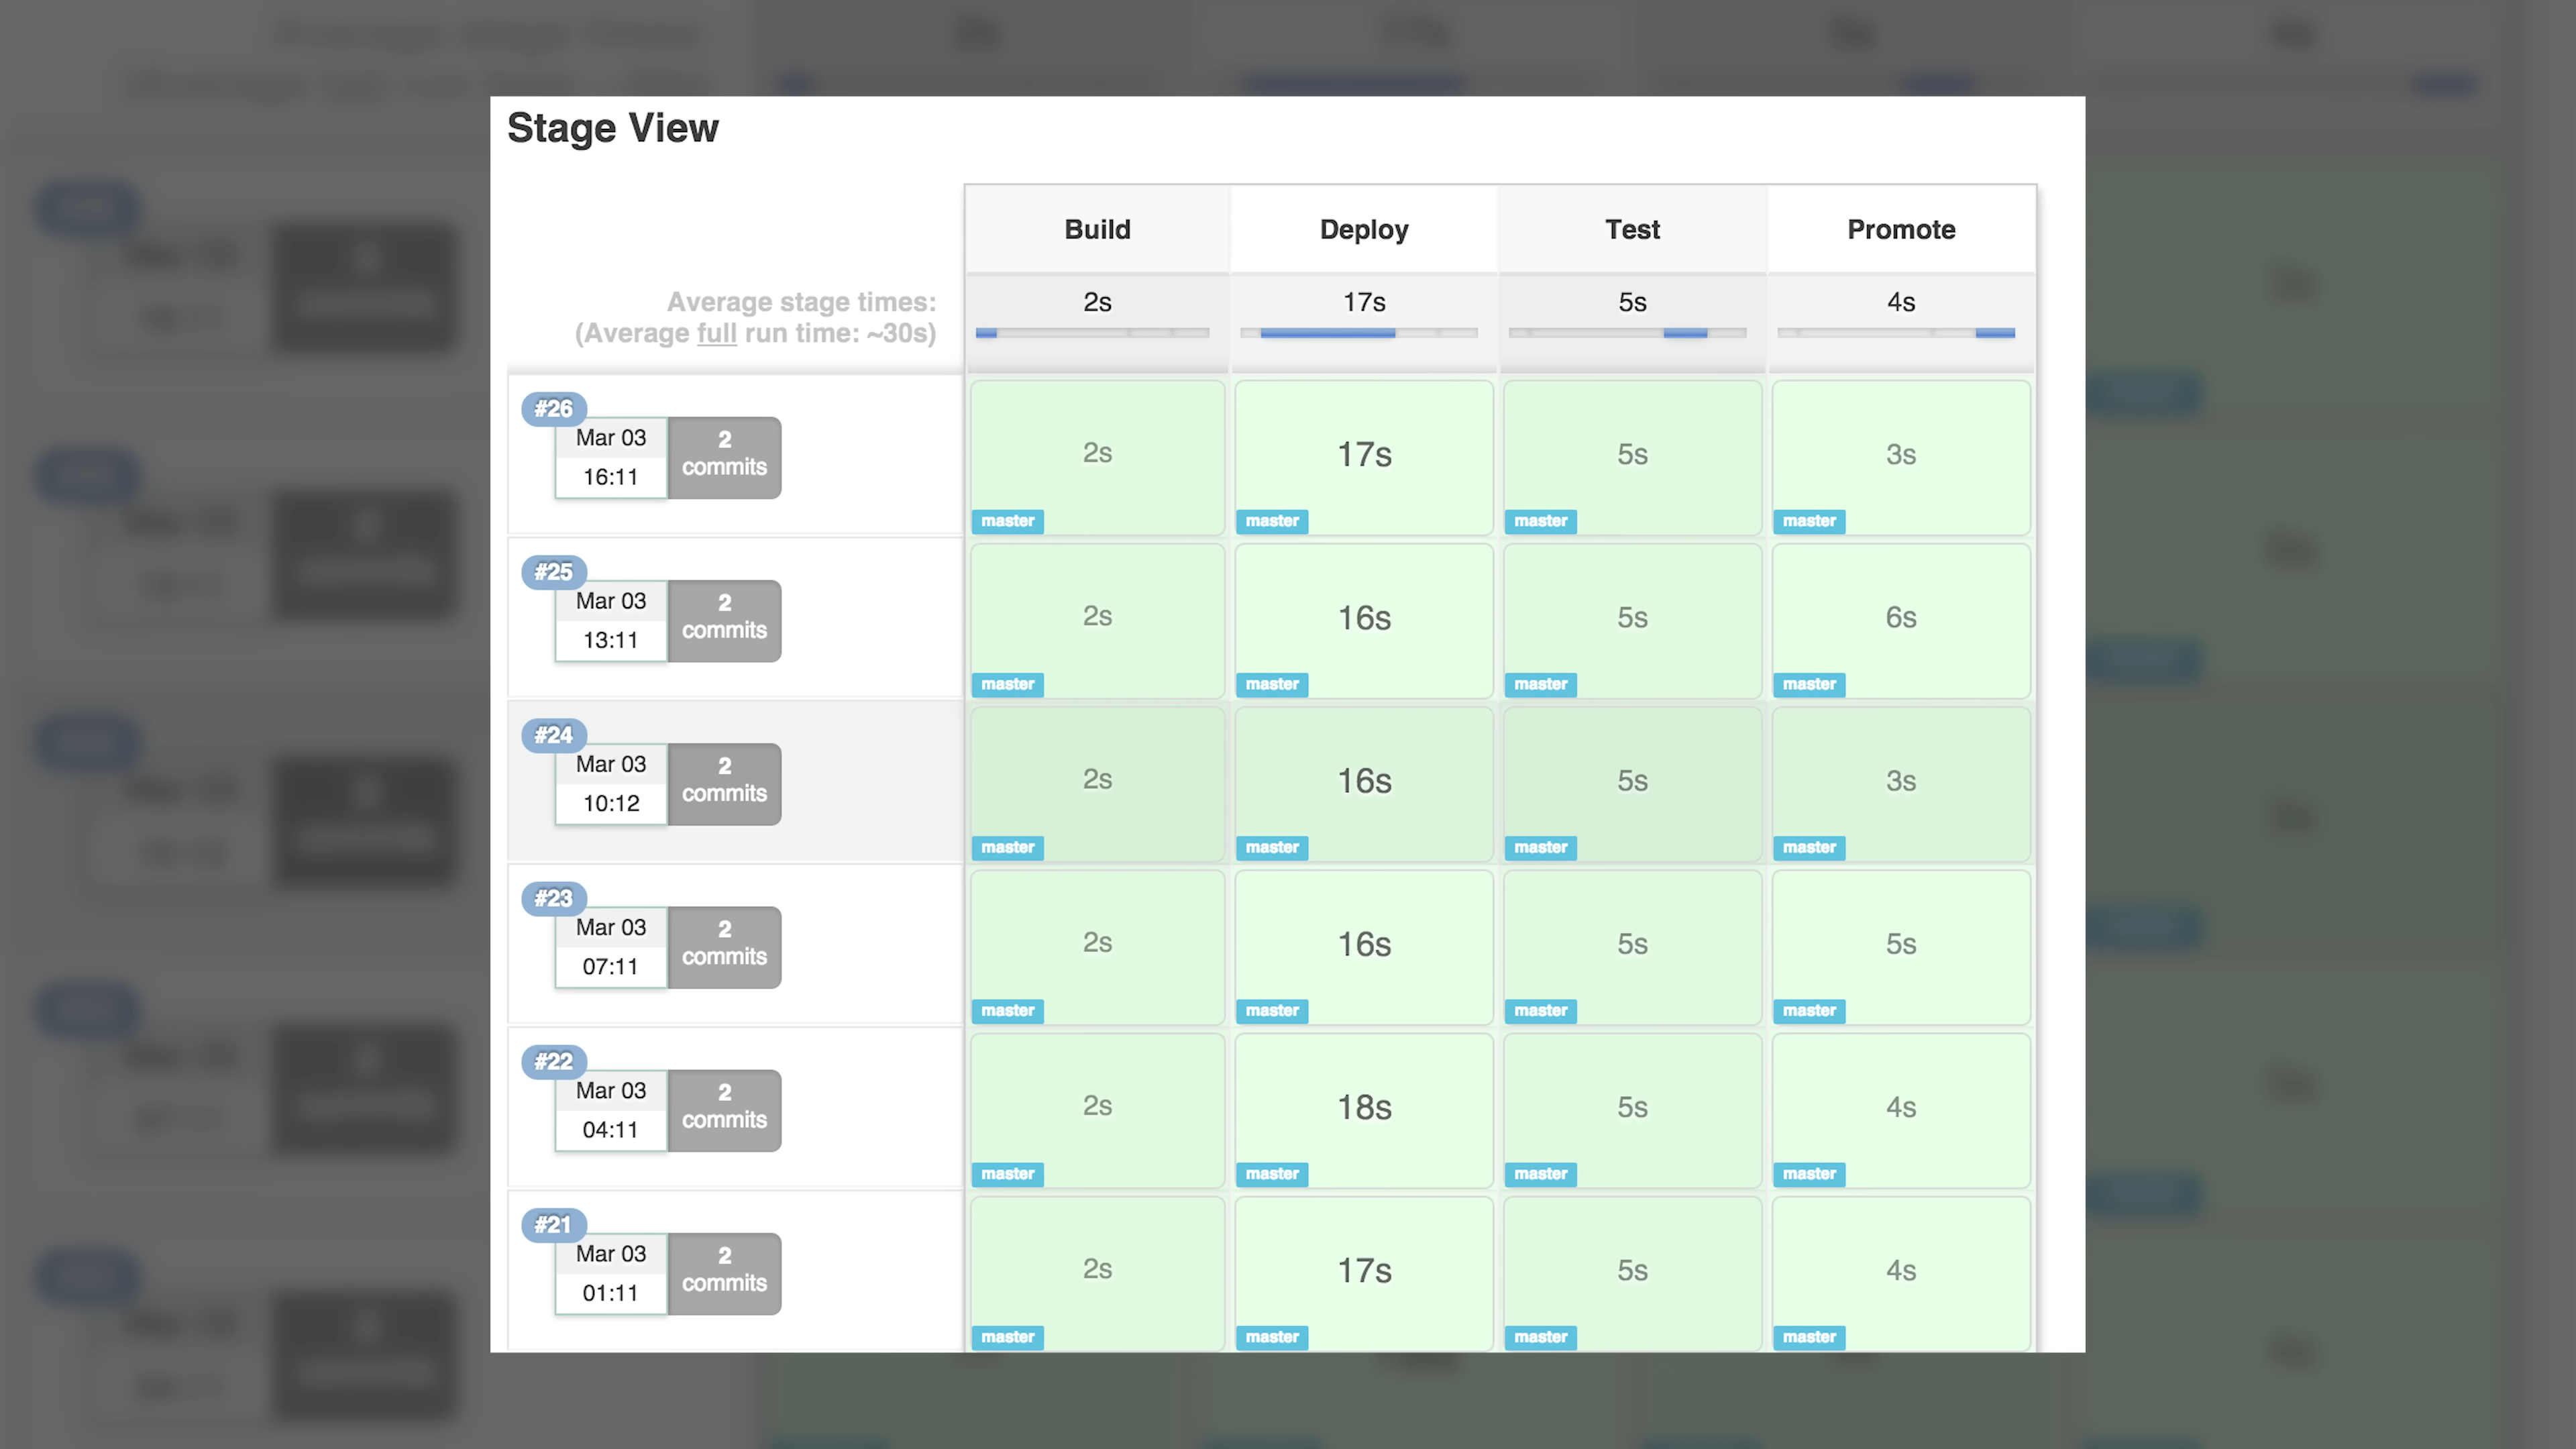 Stage View
Build Deploy Test Promote
Average stage times:
(Average full run time: ~30s)
2s 17s 5s 4s
#26
Mar 03
16:11
2
commits
2s 17s 5s 3s
master master master master
#25
Mar 03
13:11
2
commits
2s 16s 5s 6s
master master master master
#24
Mar 03
10:12
2
commits
2s 16s 5s 3s
master master master master
#23
Mar 03
07:11
2
commits
2s 16s 5s 5s
master master master master
#22
Mar 03
04:11
2
commits
2s 18s 5s 4s
master master master master
#21
Mar 03
01:11
2
commits
2s 17s 5s 4s
master master master master